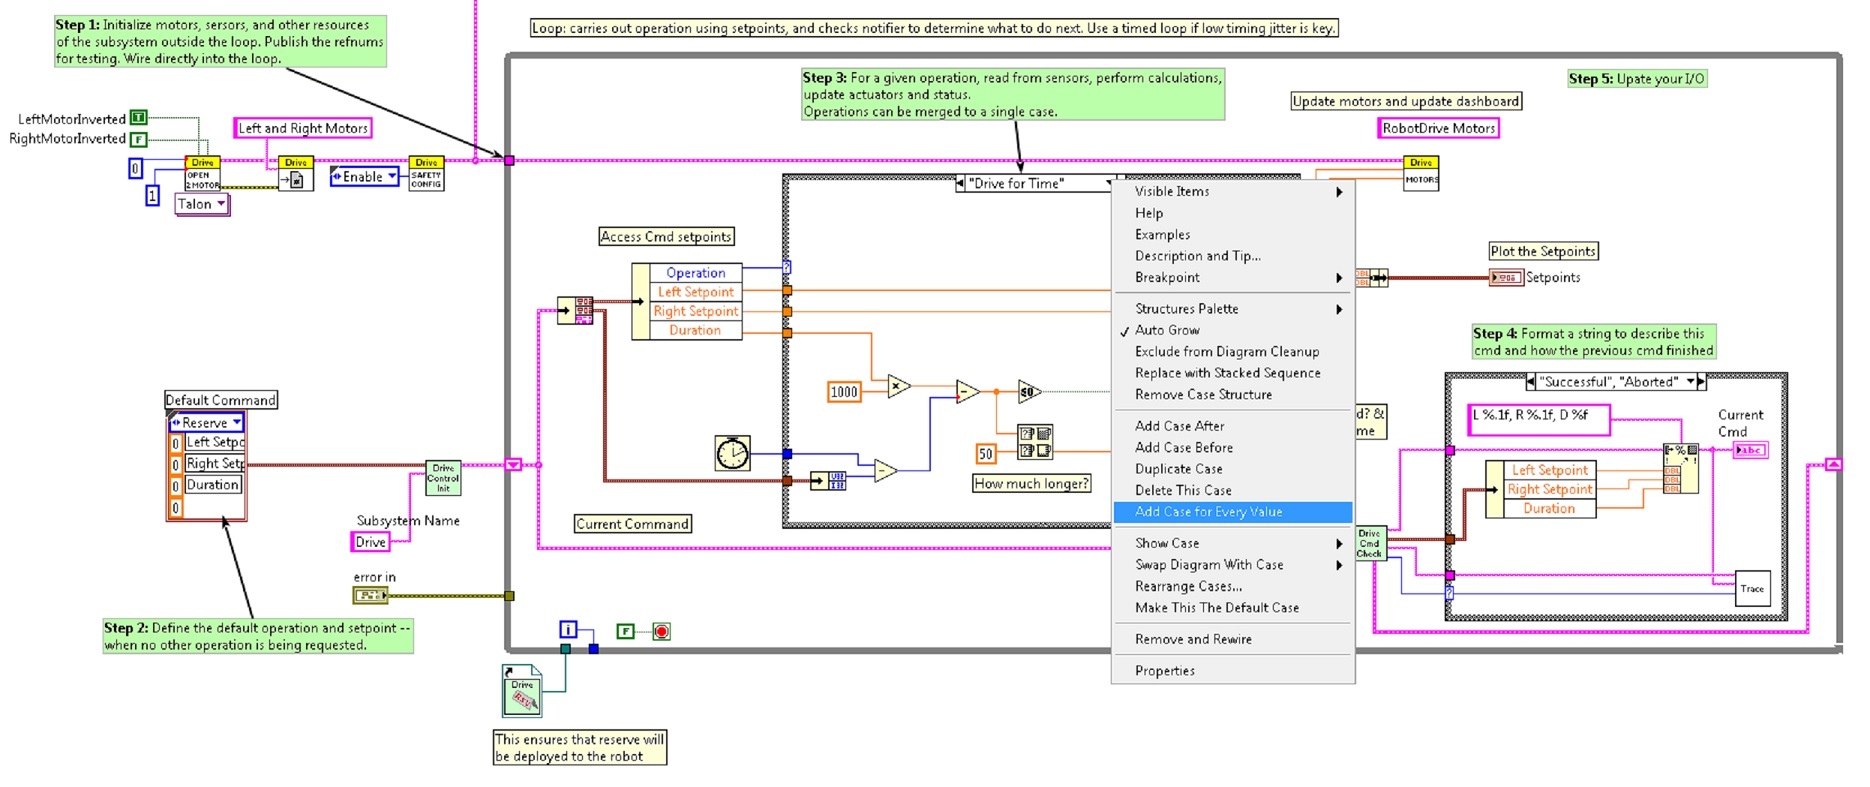 Step 1: Initialize motors, sersors, and other resources
of the subsystem outside the loop. Publish the refnums
for testing. Wire directly into the loop.
Loop: carries out operation using setpoints, and checks notifier to determine what to do next. Use a timed loop if low timing jitter is key.
Step 3: For a given operation, read from sensors, perform calculations,
update actuators and status.
Operations can be merged to a single case.
Step 5: Upate your I/O
Update motors and update dashboard
RobotDrive Motors
LeftMotorInverted
T
RightMotorInverted
F
Left and Right Motors
0
1
Drive
OPEN
2 MOTOR
Talon
Drive
Enable
Drive
SAFETY
CONFIG
Drive
MOTORS
"Drive for Time"
Access Cmd setpoints
Operation
Left Setpoint
Right Setpoint
Duration
1000
50
How much longer?
Current Command
Visible Items
Help
Examples
Description and Tip...
Breakpoint
Structures Palette
Auto Grow
Exclude from Diagram Cleanup
Replace with Stacked Sequence
Remove Case Structure
Add Case After
Add Case Before
Duplicate Case
Delete This Case
Add Case for Every Value
Show Case
Swap Diagram With Case
Rearrange Cases...
Make This The Default Case
Remove and Rewire
Properties
Plot the Setpoints
Setpoints
Step 4: Format a string to describe this
cmd and how the previous cmd finished
"Successful", "Aborted"
L %.1f, R %.1f, D %f
Current
Cmd
abc
Left Setpoint
Right Setpoint
Duration
DBL
DBL
DBL
Trace
d? &
me
Drive
Cmd
Check
Default Command
Reserve
0
Left Setpo
0
Right Setp
0
Duration
0
Drive
Control
Init
Subsystem Name
Drive
error in
Step 2: Define the default operation and setpoint --
when no other operation is being requested.
i
F
Drive
This ensures that reserve will
be deployed to the robot